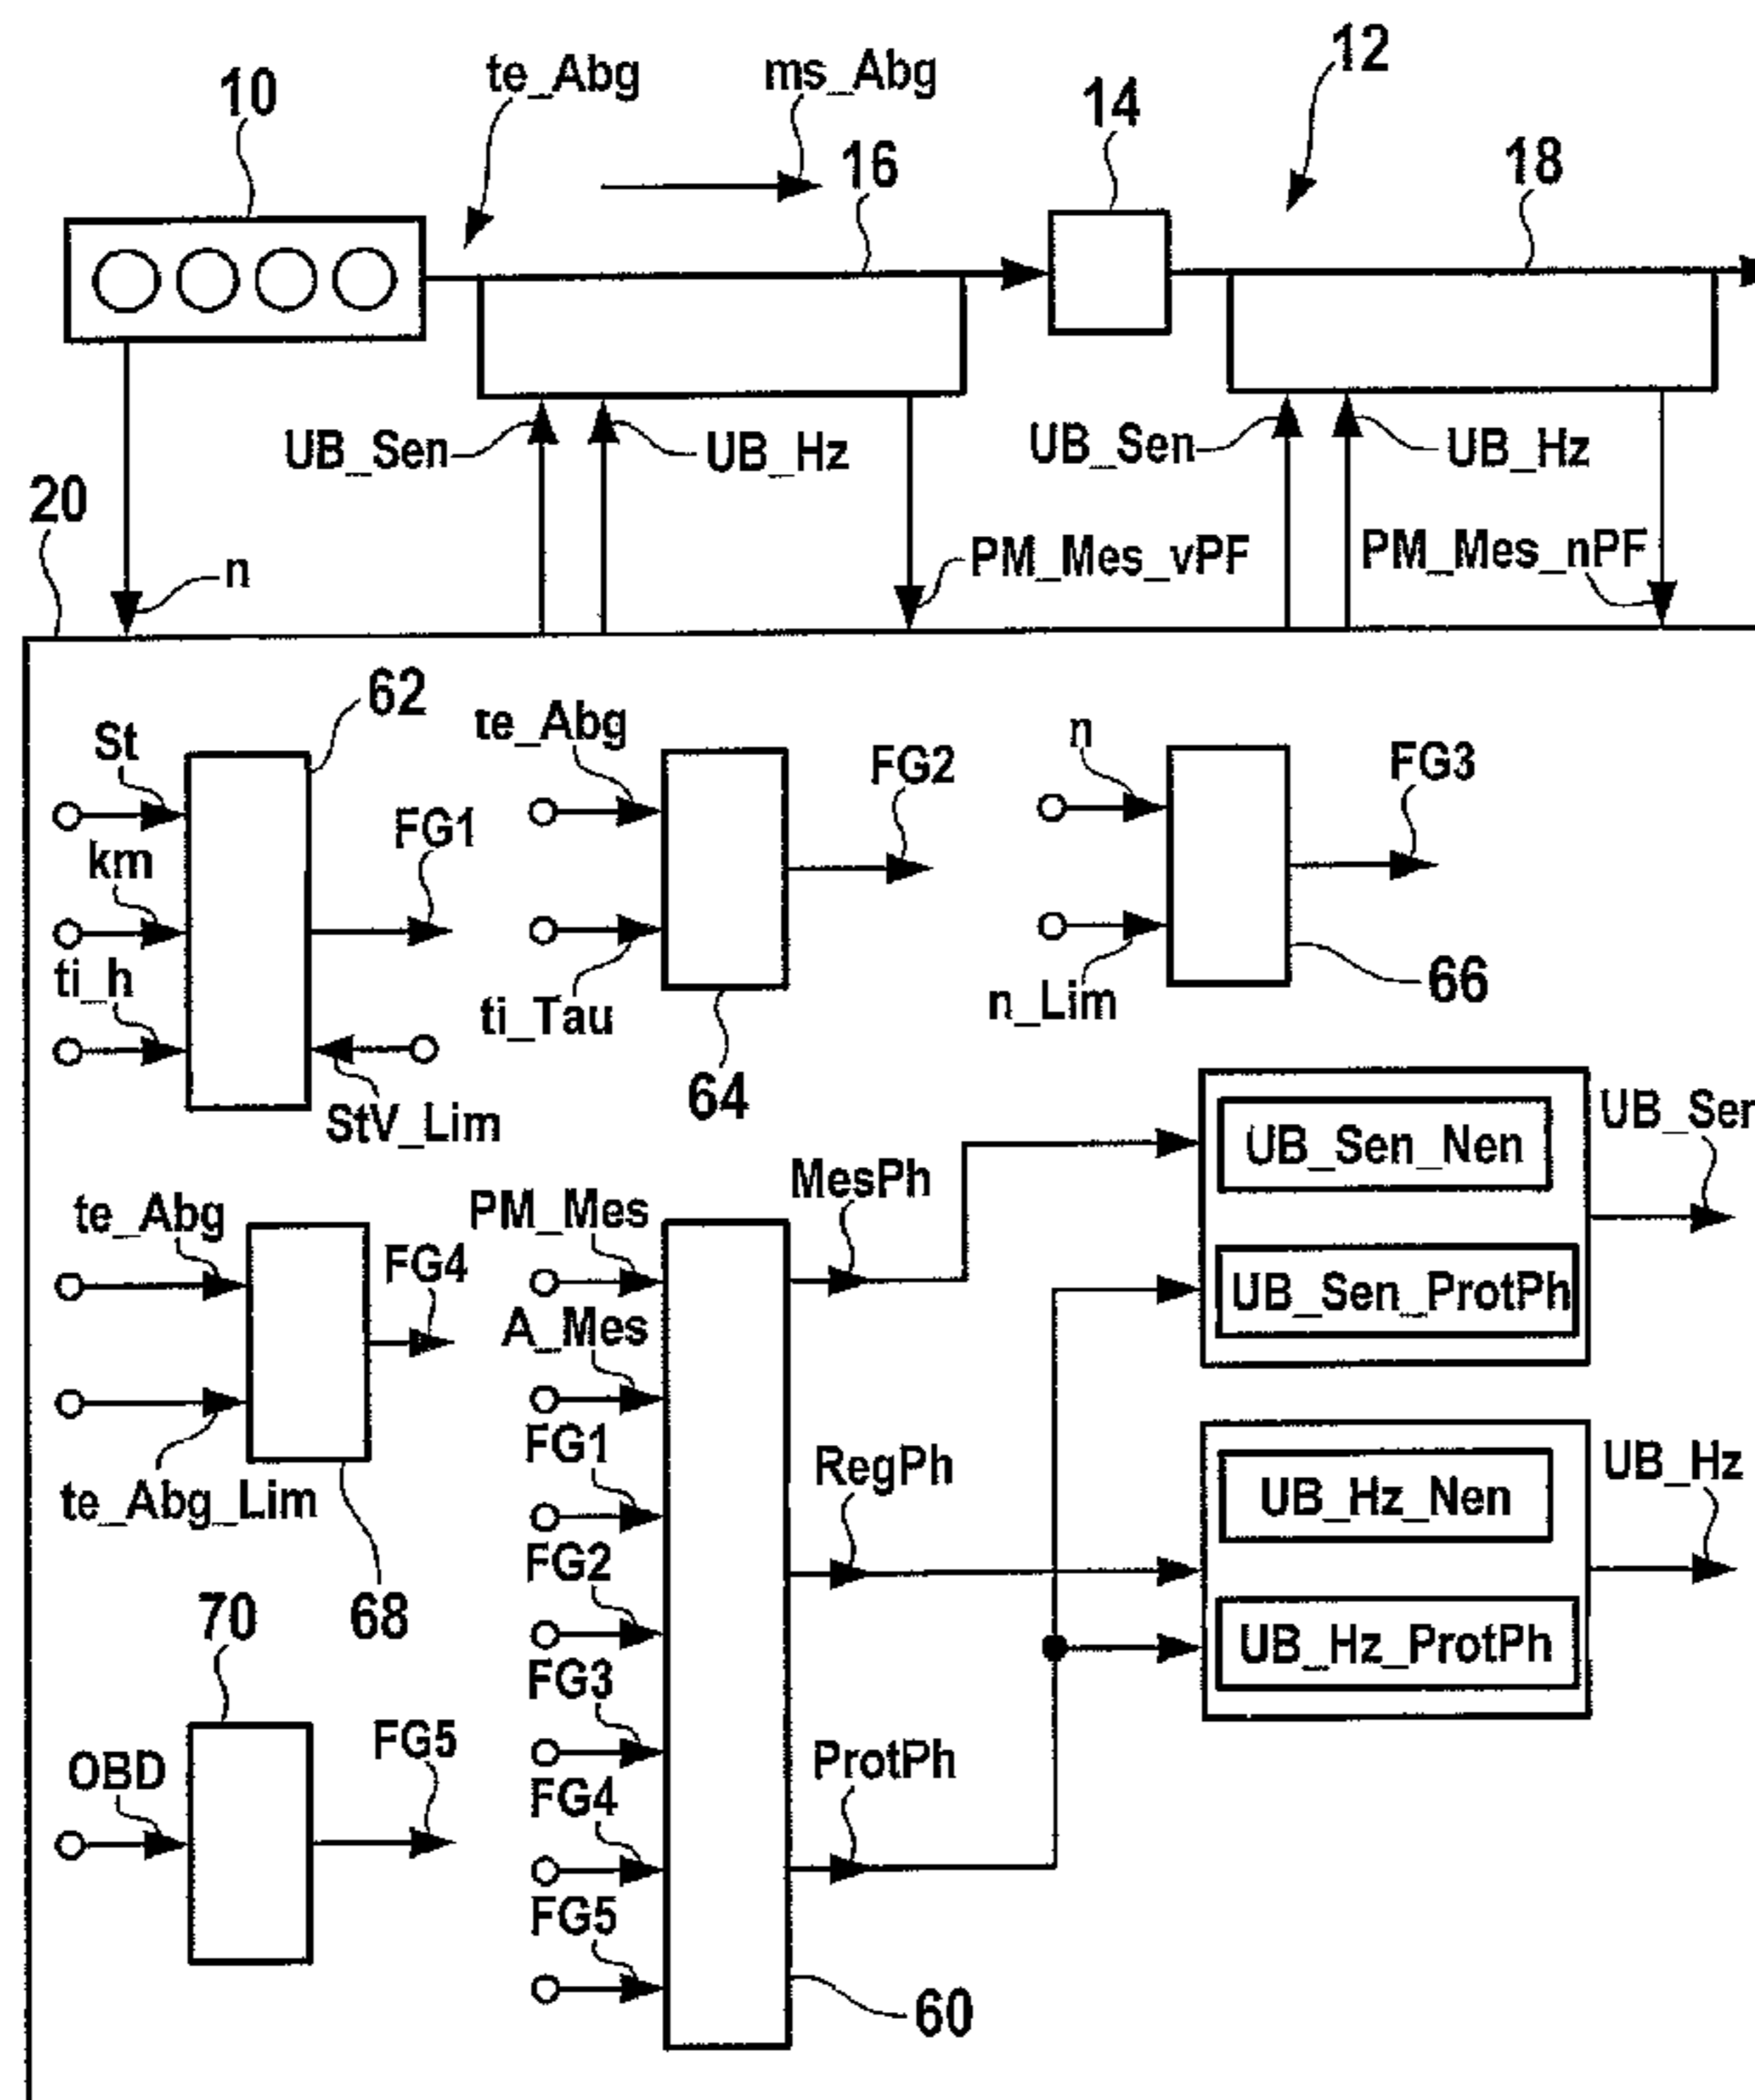 10
te_Abg
ms_Abg
12
14
16
18
UB_Sen
UB_Hz
UB_Sen
UB_Hz
20
n
PM_Mes_vPF
PM_Mes_nPF
62
St
te_Abg
n
FG1
FG2
FG3
km
ti_h
ti_Tau
n_Lim
66
64
StV_Lim
UB_Sen_Nen
UB_Sen
MesPh
te_Abg
PM_Mes
FG4
UB_Sen_ProtPh
A_Mes
FG1
RegPh
UB_Hz_Nen
UB_Hz
te_Abg_Lim
FG2
68
70
UB_Hz_ProtPh
FG3
FG5
OBD
ProtPh
FG4
FG5
60